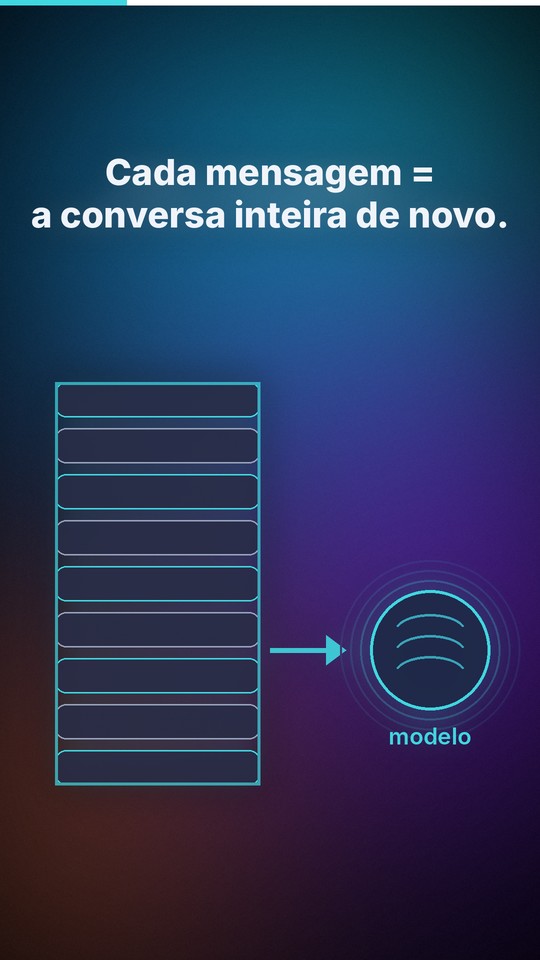 Cada mensagem =
a conversa inteira de novo.
modelo